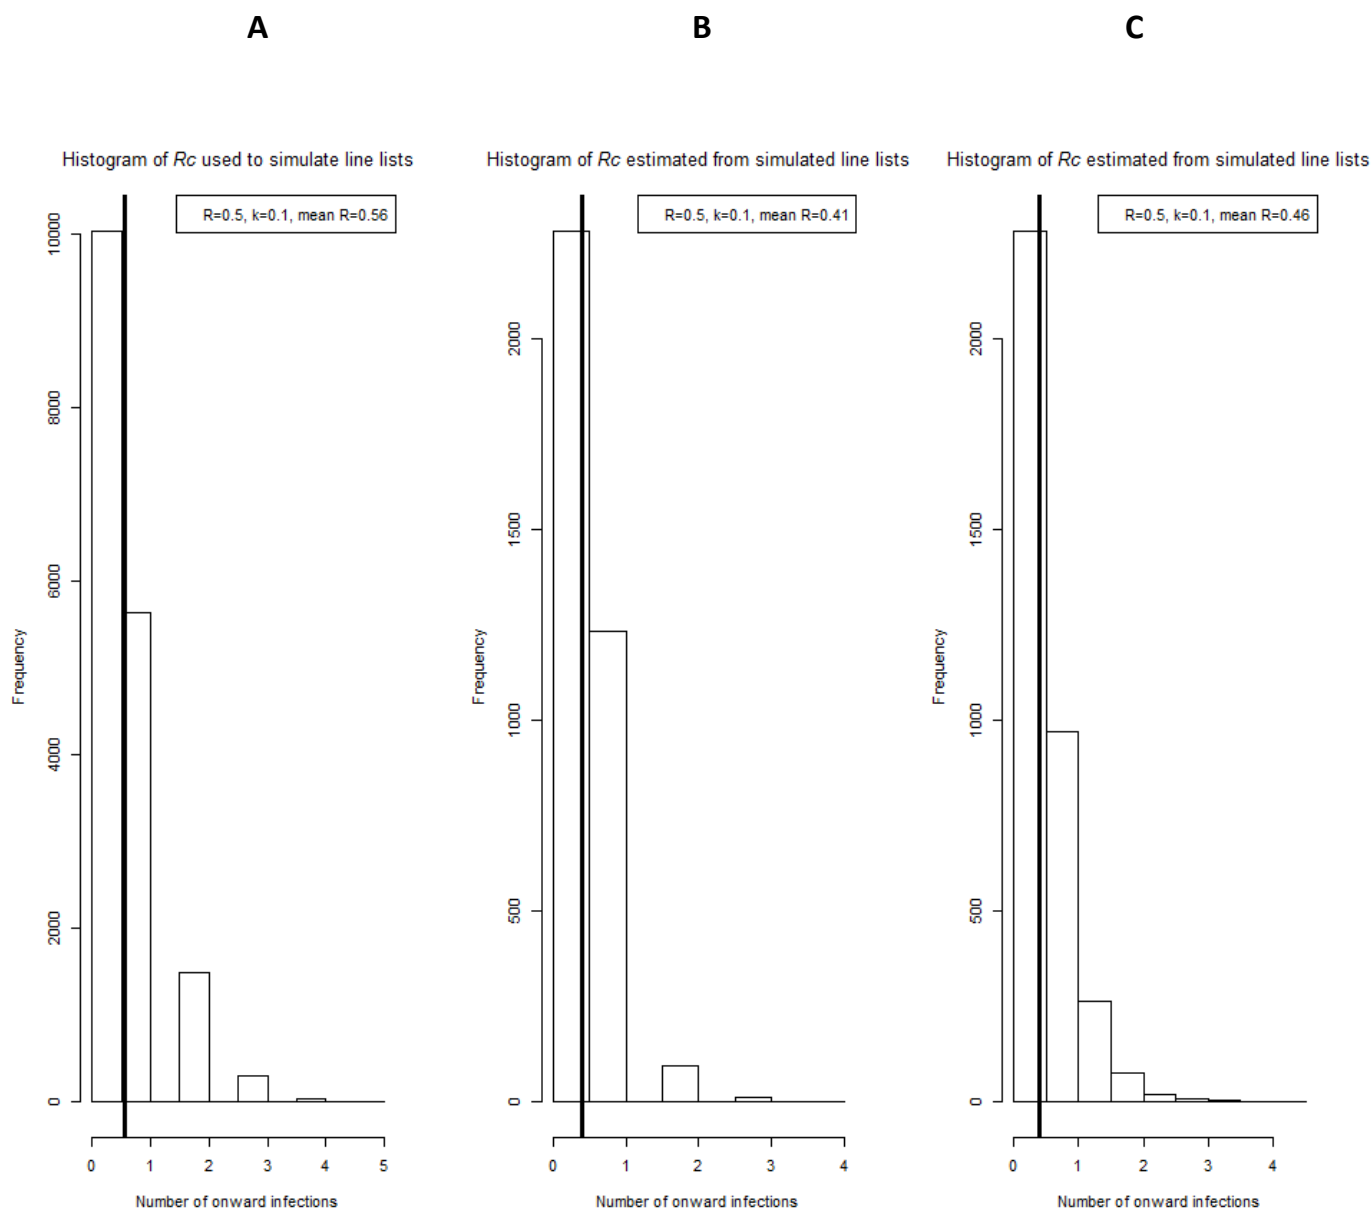 A
B
C
Histogram of Rc used to simulate line lists
R=0.5, k=0.1, mean R=0.56
Frequency
10000
8000
6000
4000
2000
0
0 1 2 3 4 5
Number of onward infections
Histogram of Rc estimated from simulated line lists
R=0.5, k=0.1, mean R=0.41
Frequency
2000
1500
1000
500
0
0 1 2 3 4
Number of onward infections
Histogram of Rc estimated from simulated line lists
R=0.5, k=0.1, mean R=0.46
Frequency
2000
1500
1000
500
0
0 1 2 3 4
Number of onward infections